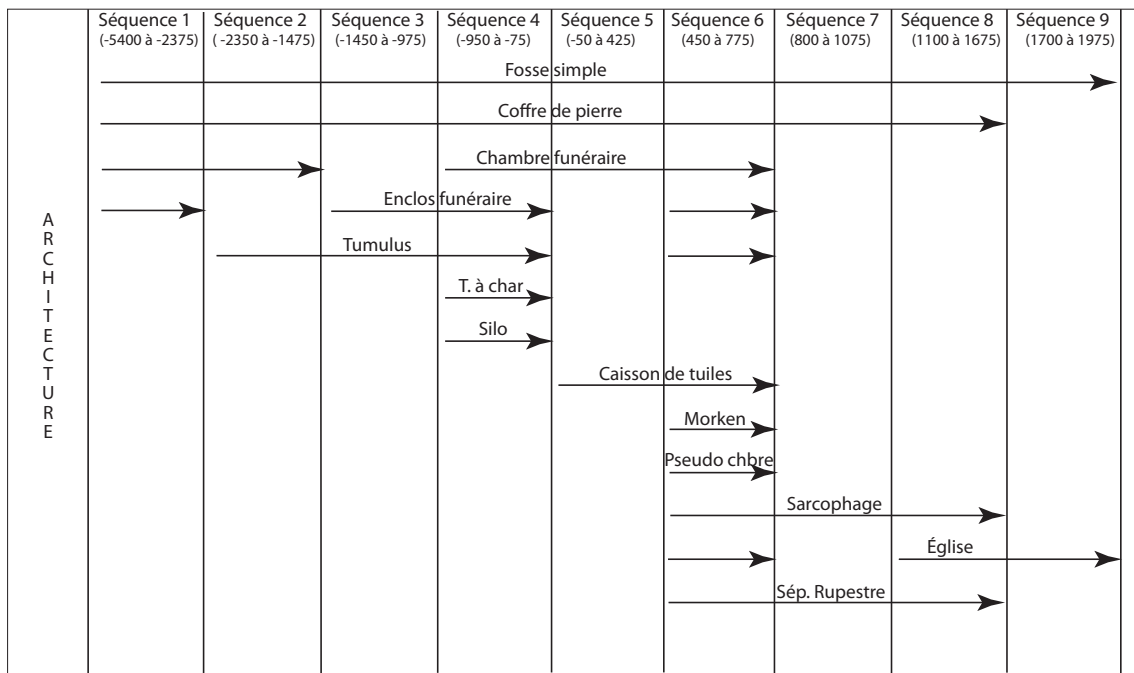 Séquence 1 Séquence 2 Séquence 3 Séquence 4 Séquence 5 Séquence 6 Séquence 7 Séquence 8 Séquence 9
(-5400 à -2375) ( -2350 à -1475) (-1450 à -975) (-950 à -75) (-50 à 425) (450 à 775) (800 à 1075) (1100 à 1675) (1700 à 1975)
ARCHITECTURE
Fosse simple
Coffre de pierre
Chambre funéraire
Enclos funéraire
Tumulus
T. à char
Silo
Caisson de tuiles
Morken
Pseudo chbre
Sarcophage
Église
Sép. Rupestre